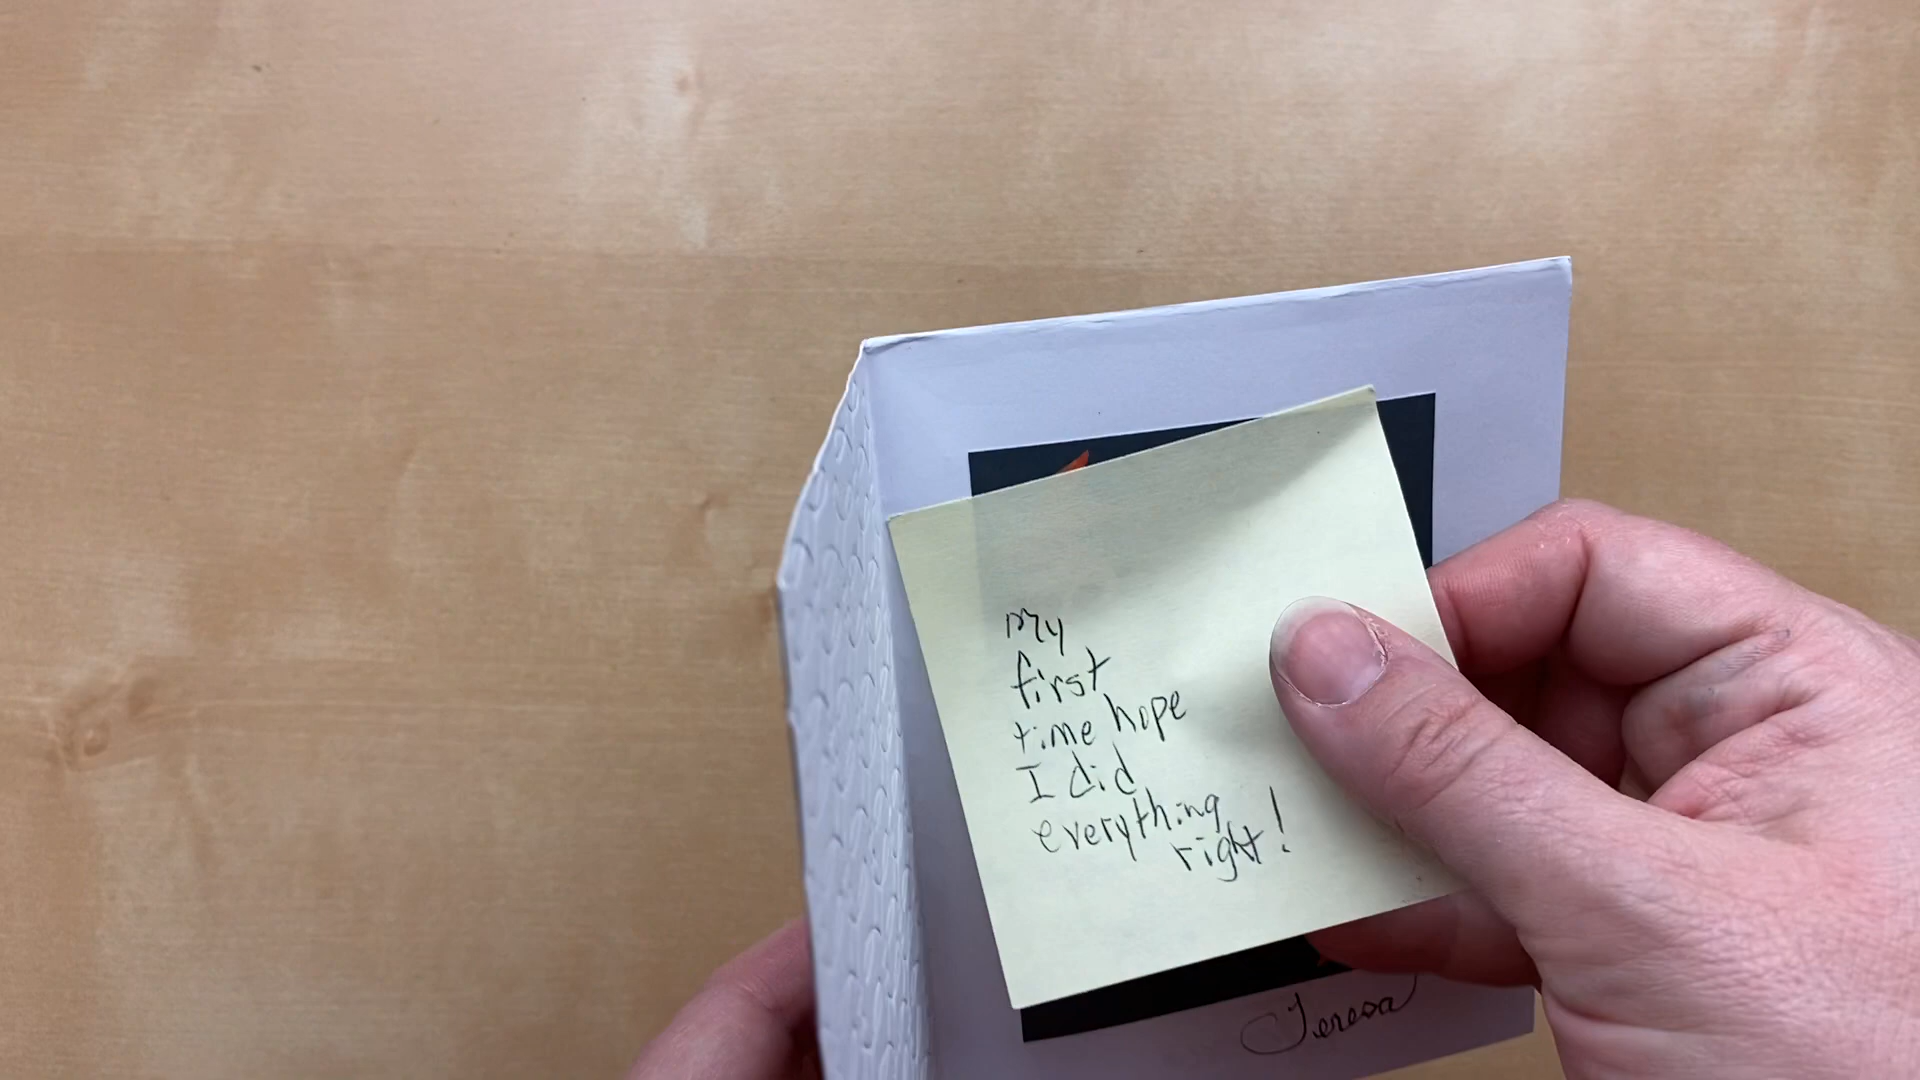 my
first
time hope
I did
everything
right!
Teresa